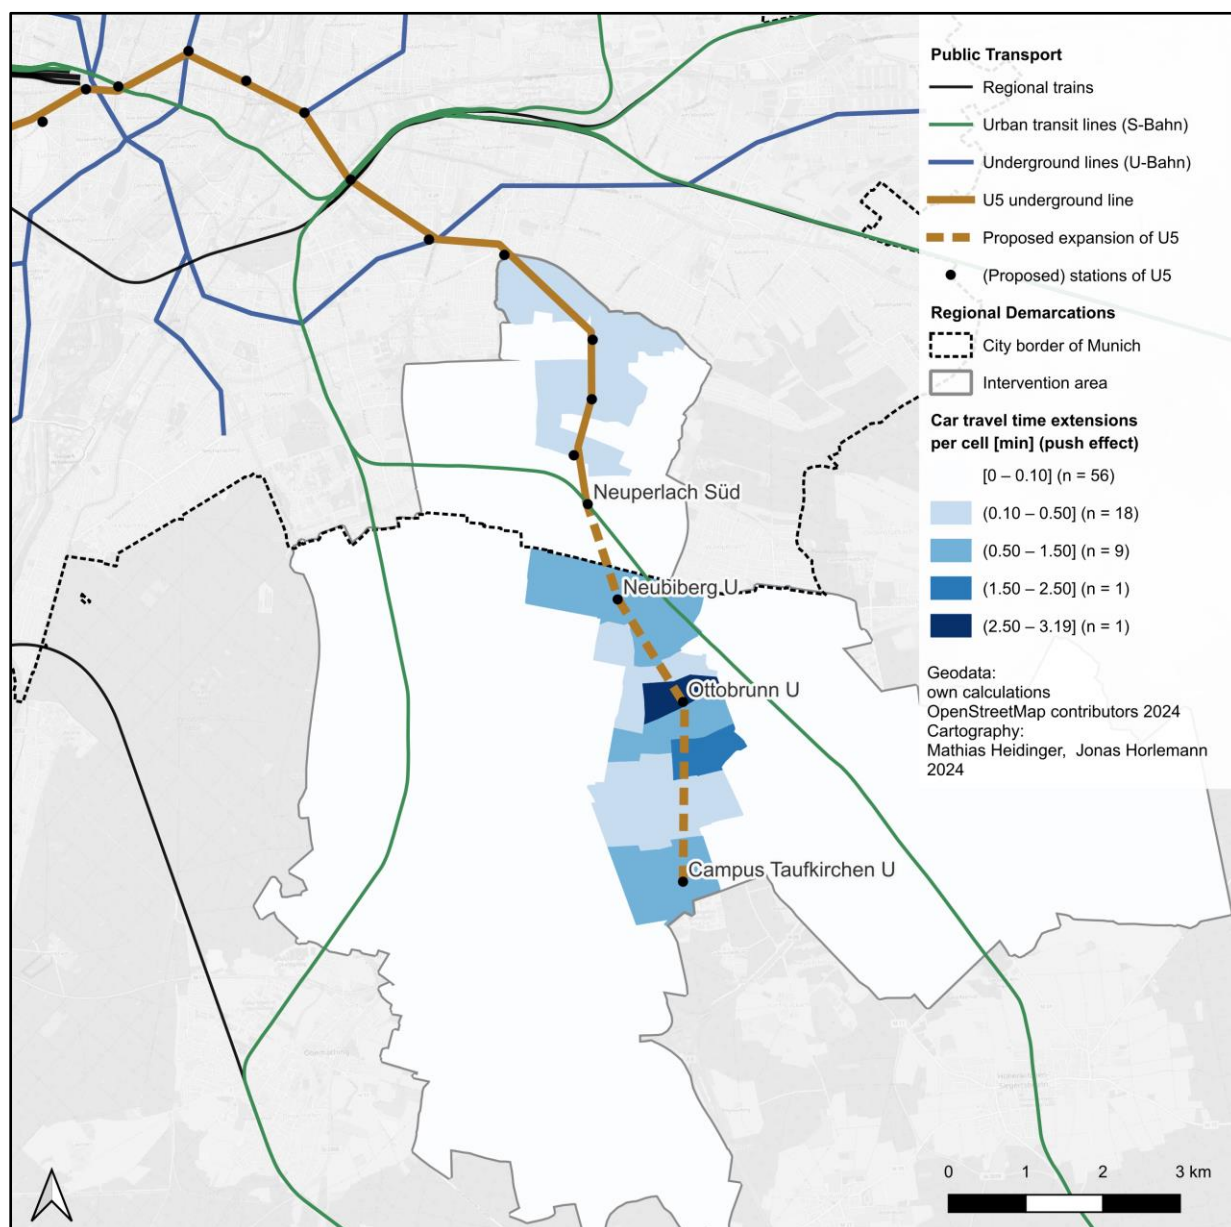 Public Transport
Regional trains
Urban transit lines (S-Bahn)
Underground lines (U-Bahn)
U5 underground line
Proposed expansion of U5
(Proposed) stations of U5
Regional Demarcations
City border of Munich
Intervention area
Car travel time extensions
per cell [min] (push effect)
[0 – 0.10] (n = 56)
(0.10 – 0.50] (n = 18)
(0.50 – 1.50] (n = 9)
(1.50 – 2.50] (n = 1)
(2.50 – 3.19] (n = 1)
Geodata:
own calculations
OpenStreetMap contributors 2024
Cartography:
Mathias Heidinger, Jonas Horlemann
2024
Neuperlach Süd
Neubiberg U
Ottobrunn U
Campus Taufkirchen U
0 1 2 3 km